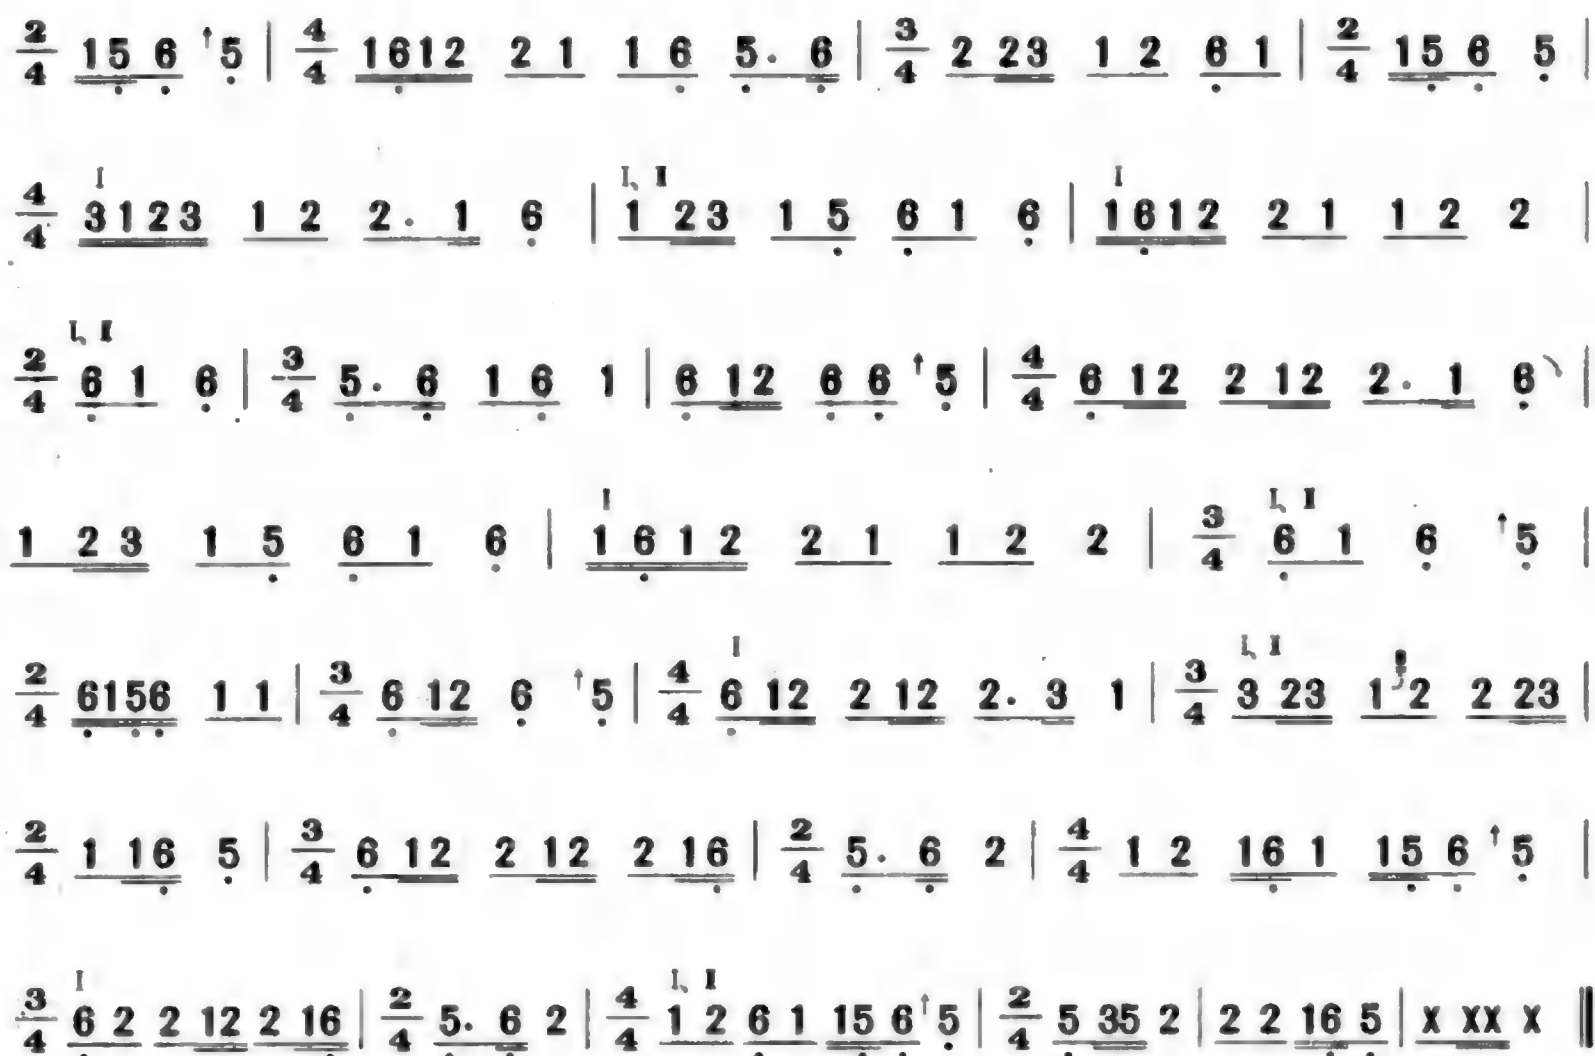 2/4 15 6 ↑5 | 4/4 1612 2 1 1 6 5. 6 | 3/4 2 23 1 2 6 1 | 2/4 15 6 5 |
4/4 I 3123 1 2 2. 1 6 | I、II 1 23 1 5 6 1 6 | I 1612 2 1 1 2 2 |
2/4 I、II 6 1 6 | 3/4 5. 6 1 6 1 | 6 12 6 6 ↑5 | 4/4 6 12 2 12 2. 1 6 |
1 23 1 5 6 1 6 | I 1612 2 1 1 2 2 | 3/4 I、II 6 1 6 ↑5 |
2/4 6156 1 1 | 3/4 6 12 6 ↑5 | 4/4 I 6 12 2 12 2. 3 1 | 3/4 I、II 3 23 1 2 2 23 |
2/4 1 16 5 | 3/4 6 12 2 12 2 16 | 2/4 5. 6 2 | 4/4 1 2 16 1 15 6 ↑5 |
3/4 I 6 2 2 12 2 16 | 2/4 5. 6 2 | 4/4 I、II 1 2 6 1 15 6 ↑5 | 2/4 5 35 2 | 2 2 16 5 | X XX X ‖